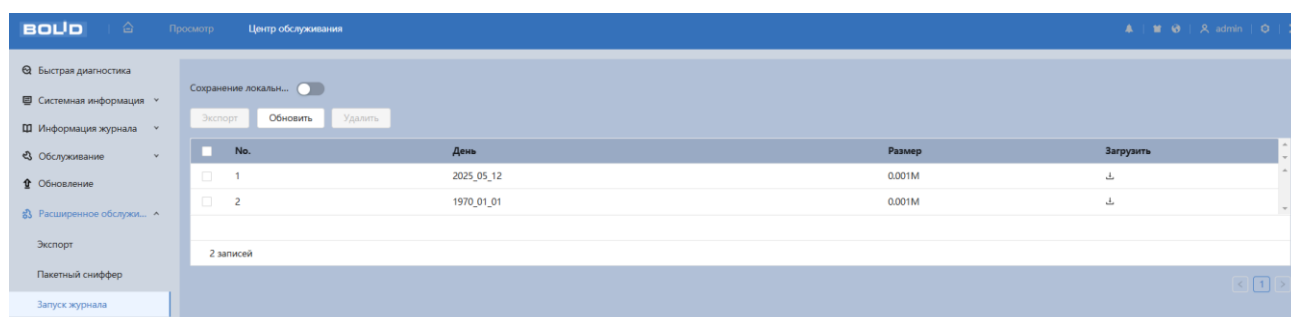 BOLID Просмотр Центр обслуживания admin
Быстрая диагностика
Системная информация
Информация журнала
Обслуживание
Обновление
Расширенное обслужи...
Экспорт
Пакетный сниффер
Запуск журнала
Сохранение локальн...
Экспорт Обновить Удалить
No. День Размер Загрузить
1 2025_05_12 0.001M
2 1970_01_01 0.001M
2 записей
< 1 >